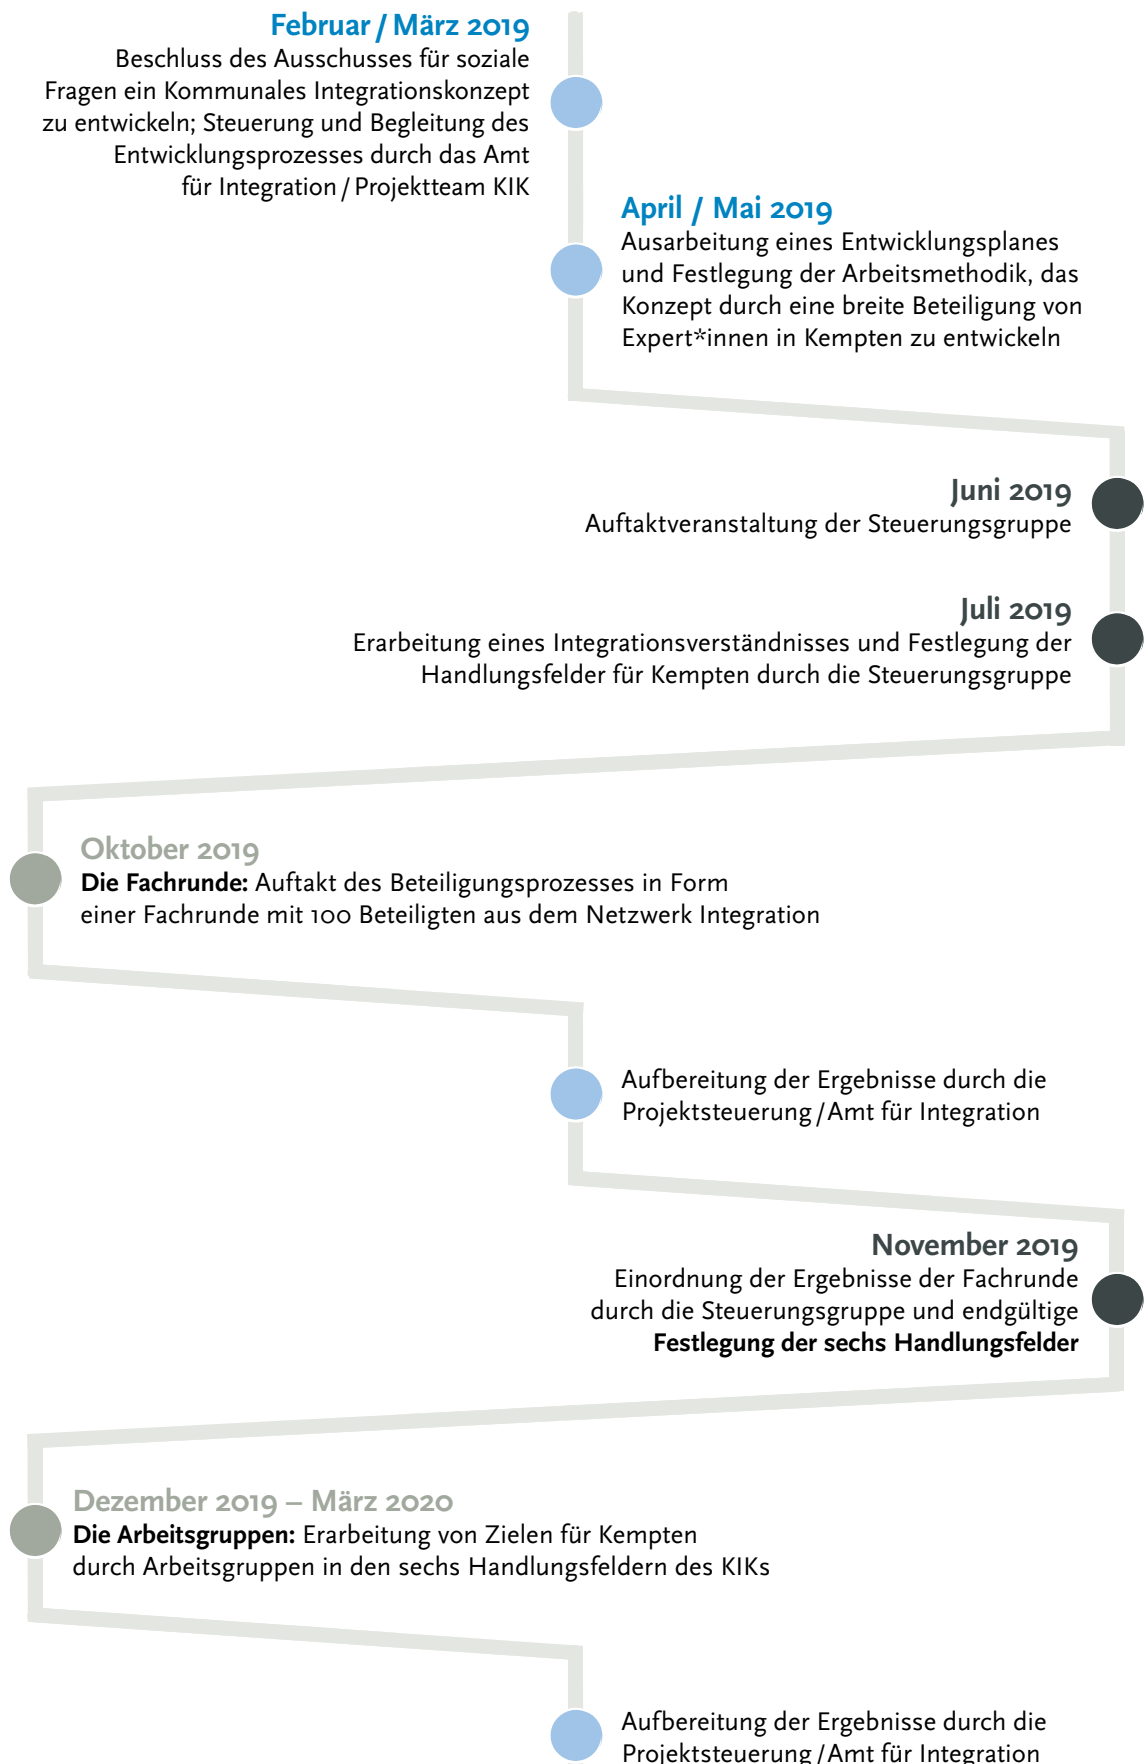 Februar / März 2019
Beschluss des Ausschusses für soziale
Fragen ein Kommunales Integrationskonzept
zu entwickeln; Steuerung und Begleitung des
Entwicklungsprozesses durch das Amt
für Integration / Projektteam KIK
April / Mai 2019
Ausarbeitung eines Entwicklungsplanes
und Festlegung der Arbeitsmethodik, das
Konzept durch eine breite Beteiligung von
Expert*innen in Kempten zu entwickeln
Juni 2019
Auftaktveranstaltung der Steuerungsgruppe
Juli 2019
Erarbeitung eines Integrationsverständnisses und Festlegung der
Handlungsfelder für Kempten durch die Steuerungsgruppe
Oktober 2019
Die Fachrunde: Auftakt des Beteiligungsprozesses in Form
einer Fachrunde mit 100 Beteiligten aus dem Netzwerk Integration
Aufbereitung der Ergebnisse durch die
Projektsteuerung / Amt für Integration
November 2019
Einordnung der Ergebnisse der Fachrunde
durch die Steuerungsgruppe und endgültige
Festlegung der sechs Handlungsfelder
Dezember 2019 – März 2020
Die Arbeitsgruppen: Erarbeitung von Zielen für Kempten
durch Arbeitsgruppen in den sechs Handlungsfeldern des KIKs
Aufbereitung der Ergebnisse durch die
Projektsteuerung / Amt für Integration